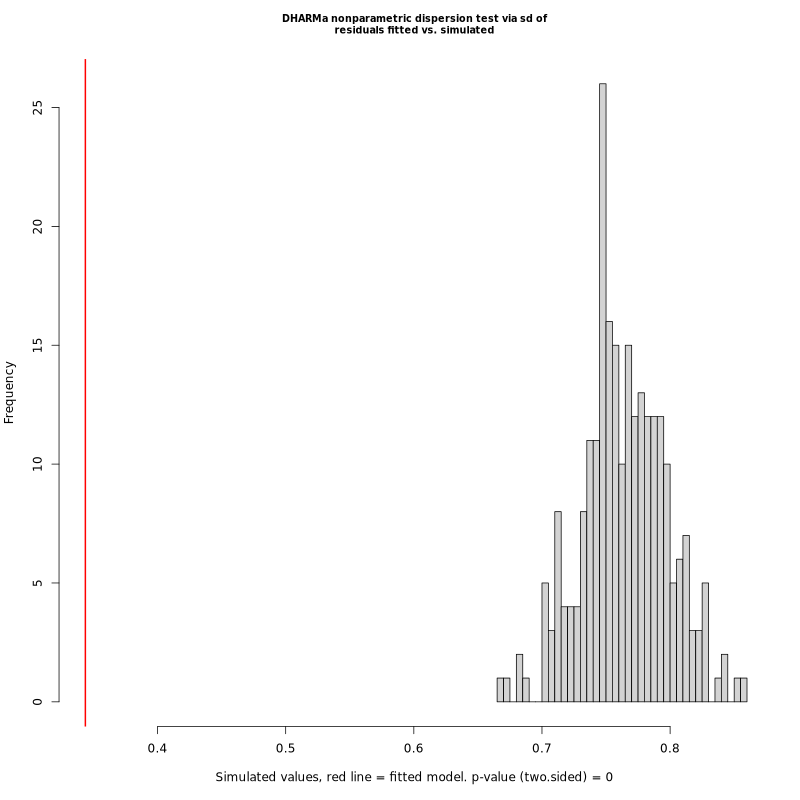 DHARMa nonparametric dispersion test via sd of
residuals fitted vs. simulated
Frequency
25
20
15
10
5
0
0.4 0.5 0.6 0.7 0.8
Simulated values, red line = fitted model. p-value (two.sided) = 0